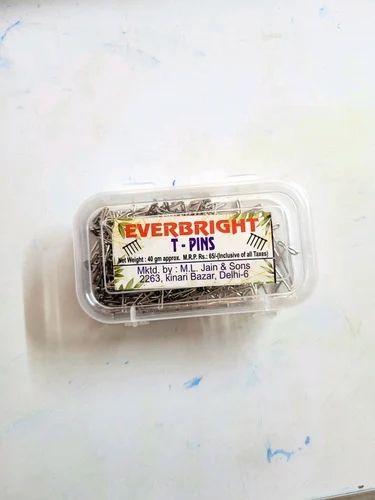 EVERBRIGHT
T - PINS
Net Weight : 40 gm approx. M.R.P. Rs.: 65/-(Inclusive of all Taxes)
Mktd. by : M.L. Jain & Sons
2263, kinari Bazar, Delhi-6